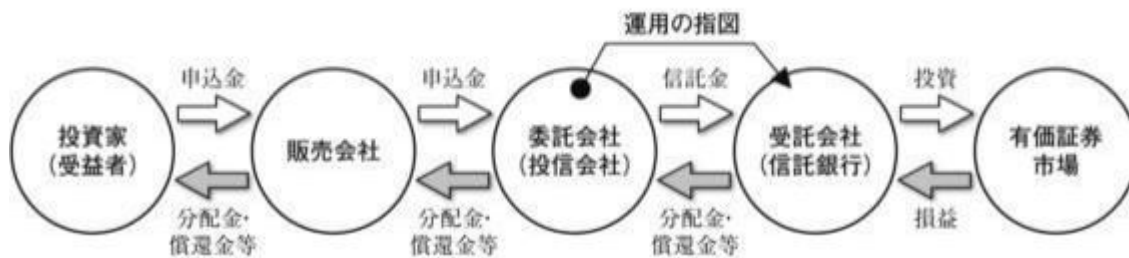 運用の指図
申込金
申込金
信託金
投資
投資家
(受益者)
販売会社
委託会社
(投信会社)
受託会社
(信託銀行)
有価証券
市場
分配金・
償還金等
分配金・
償還金等
分配金・
償還金等
損益